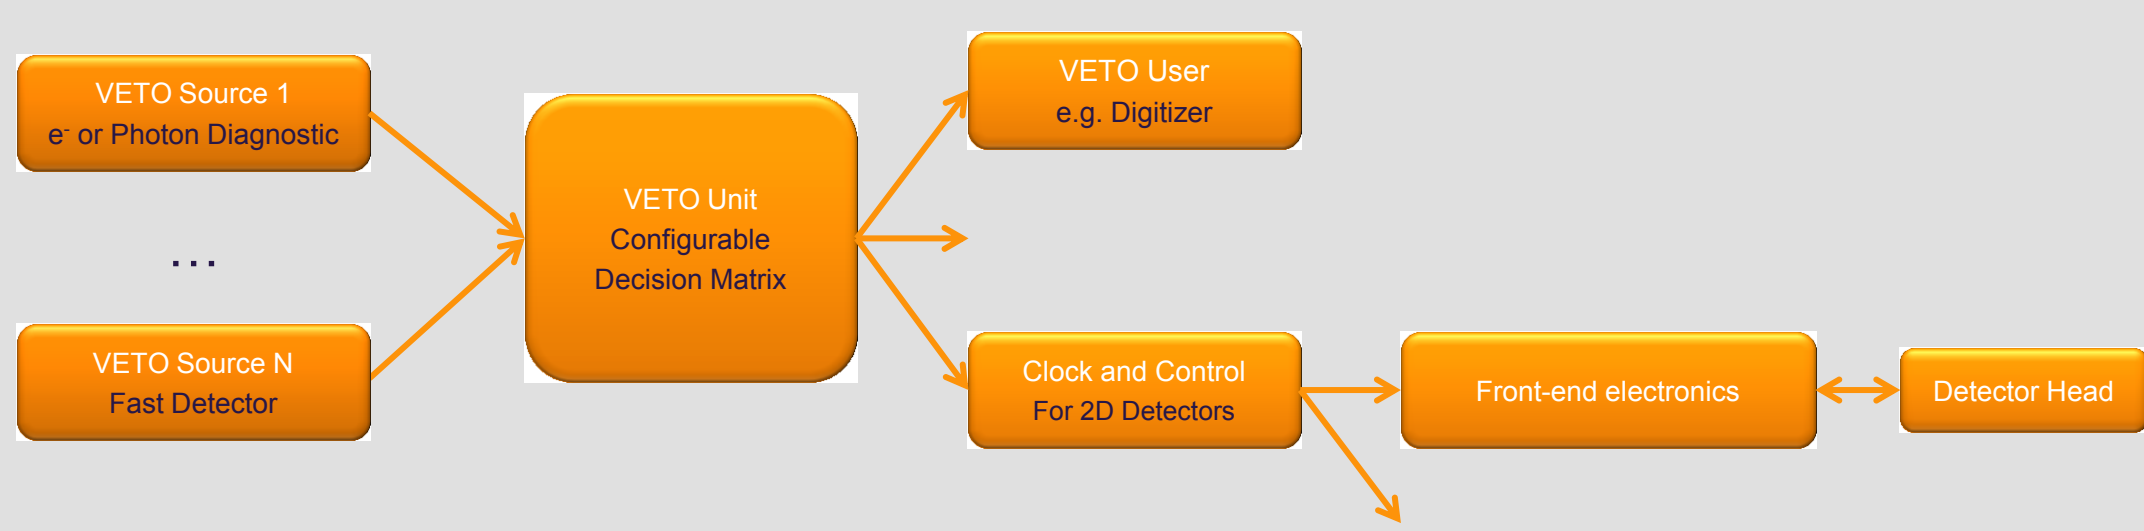 VETO Source 1
e- or Photon Diagnostic
...
VETO Source N
Fast Detector
VETO Unit
Configurable
Decision Matrix
VETO User
e.g. Digitizer
Clock and Control
For 2D Detectors
Front-end electronics
Detector Head